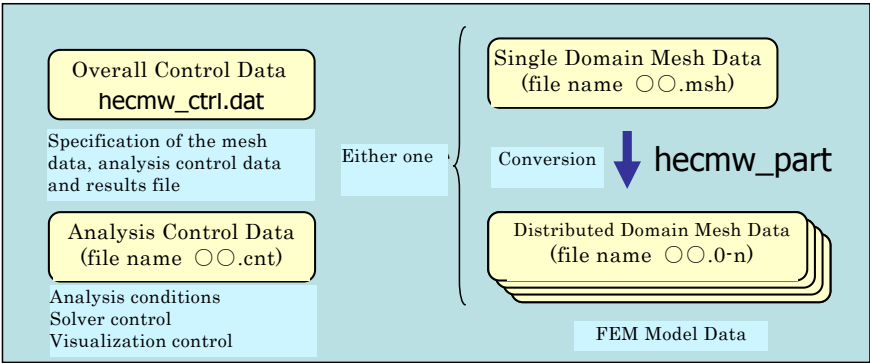 Overall Control Data
hecmw_ctrl.dat
Specification of the mesh
data, analysis control data
and results file
Analysis Control Data
(file name ○○.cnt)
Analysis conditions
Solver control
Visualization control
Either one
Single Domain Mesh Data
(file name ○○.msh)
Conversion
hecmw_part
Distributed Domain Mesh Data
(file name ○○.0-n)
FEM Model Data